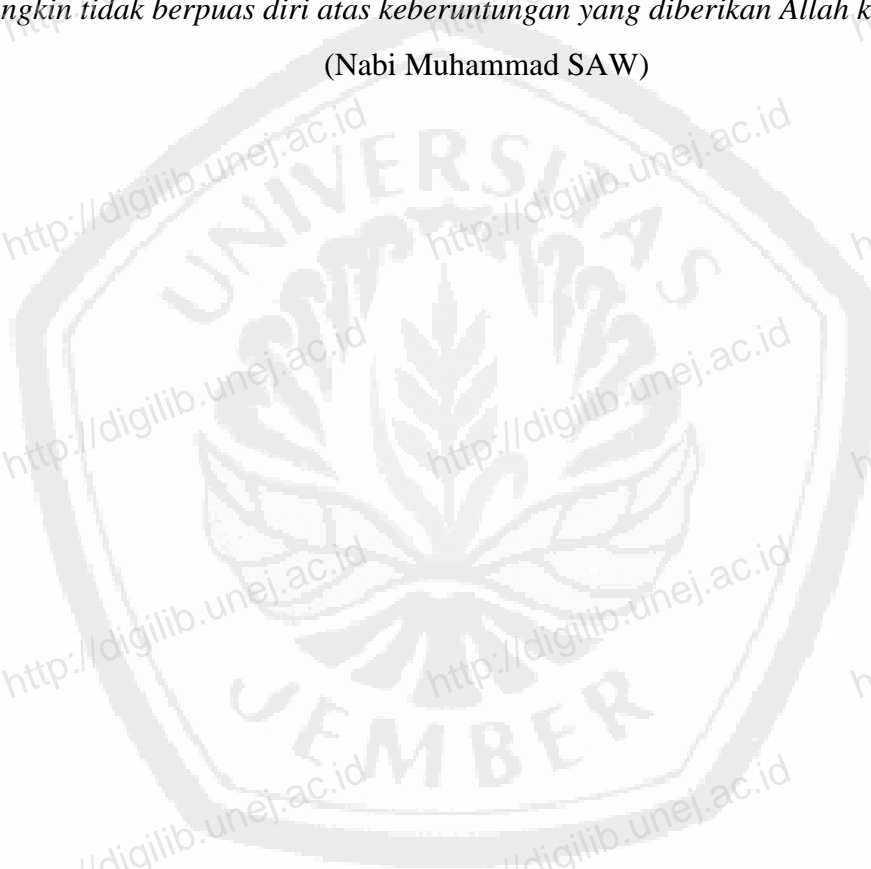 ngkin tidak berpuas diri atas keberuntungan yang diberikan Allah k
(Nabi Muhammad SAW)
http://digilib.unej.ac.id
http://digilib.unej.ac.id
UNIVERSITAS
http://digilib.unej.ac.id
http://digilib.unej.ac.id
http://digilib.unej.ac.id
http://digilib.unej.ac.id
JEMBER
//digilib.unej.ac.id
//digilib.unej.ac.id